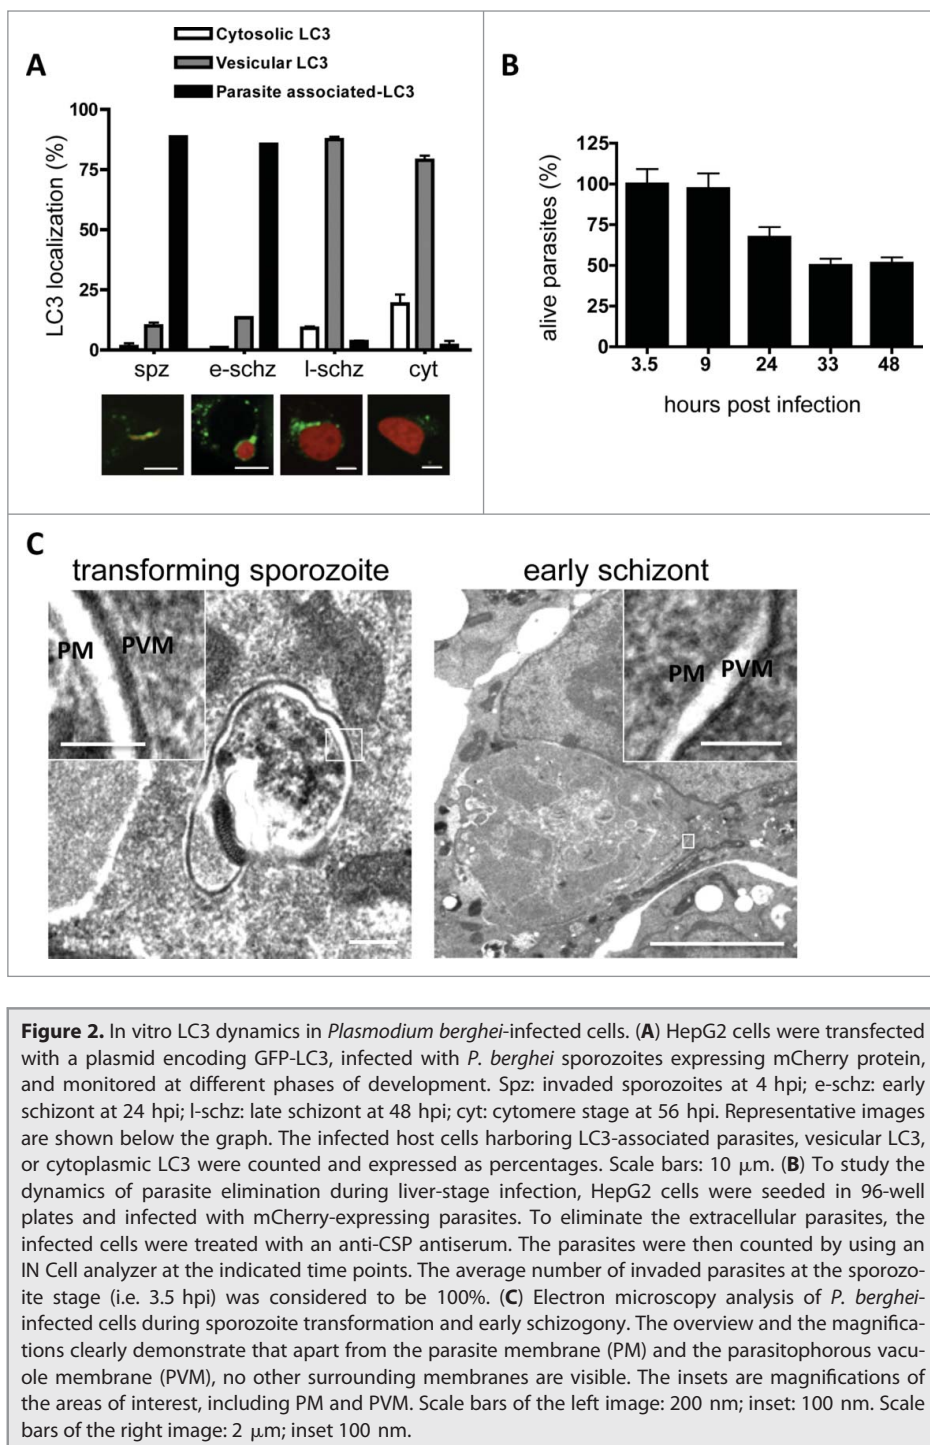 Cytosolic LC3
Vesicular LC3
Parasite associated-LC3
A
LC3 localization (%)
100
75
50
25
0
spz e-schz l-schz cyt
B
alive parasites (%)
125
100
75
50
25
0
3.5 9 24 33 48
hours post infection
C
transforming sporozoite
PM PVM
early schizont
PM PVM
Figure 2. In vitro LC3 dynamics in Plasmodium berghei-infected cells. (A) HepG2 cells were transfected
with a plasmid encoding GFP-LC3, infected with P. berghei sporozoites expressing mCherry protein,
and monitored at different phases of development. Spz: invaded sporozoites at 4 hpi; e-schz: early
schizont at 24 hpi; l-schz: late schizont at 48 hpi; cyt: cytomere stage at 56 hpi. Representative images
are shown below the graph. The infected host cells harboring LC3-associated parasites, vesicular LC3,
or cytoplasmic LC3 were counted and expressed as percentages. Scale bars: 10 μm. (B) To study the
dynamics of parasite elimination during liver-stage infection, HepG2 cells were seeded in 96-well
plates and infected with mCherry-expressing parasites. To eliminate the extracellular parasites, the
infected cells were treated with an anti-CSP antiserum. The parasites were then counted by using an
IN Cell analyzer at the indicated time points. The average number of invaded parasites at the sporozo-
ite stage (i.e. 3.5 hpi) was considered to be 100%. (C) Electron microscopy analysis of P. berghei-
infected cells during sporozoite transformation and early schizogony. The overview and the magnifica-
tions clearly demonstrate that apart from the parasite membrane (PM) and the parasitophorous vacu-
ole membrane (PVM), no other surrounding membranes are visible. The insets are magnifications of
the areas of interest, including PM and PVM. Scale bars of the left image: 200 nm; inset: 100 nm. Scale
bars of the right image: 2 μm; inset 100 nm.